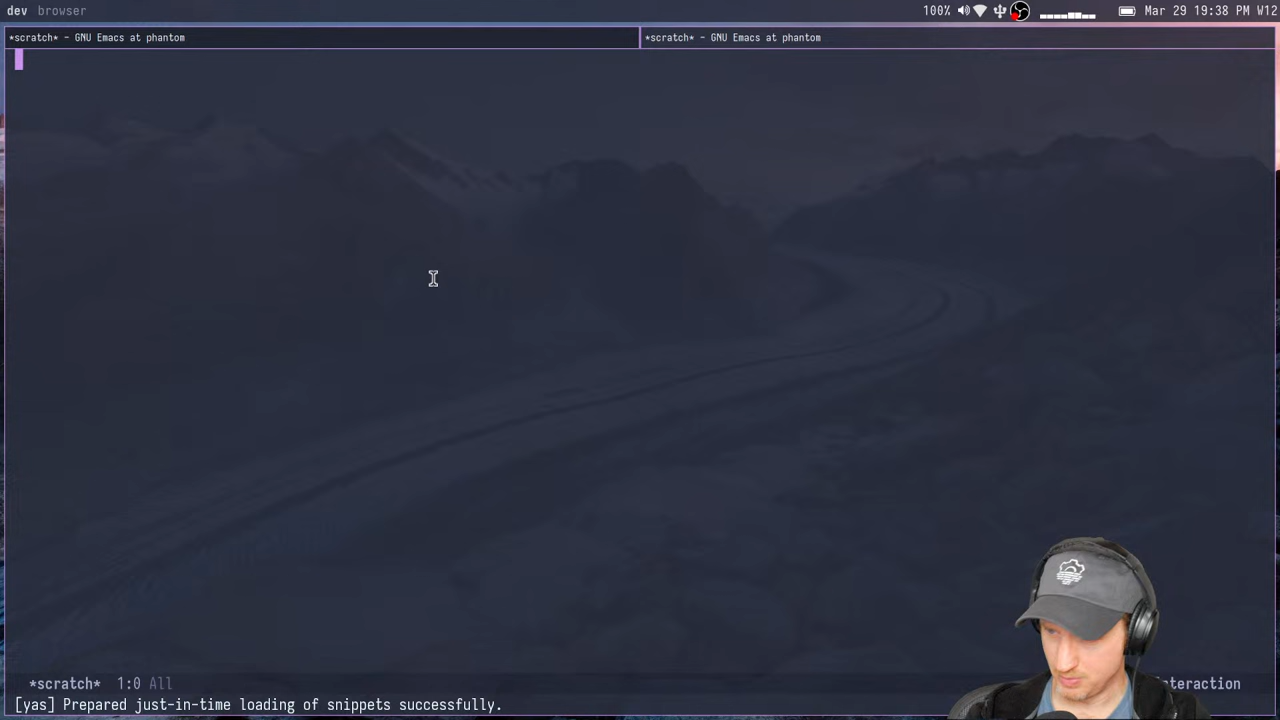 dev browser 100% Mar 29 19:38 PM W12
*scratch* - GNU Emacs at phantom
*scratch* - GNU Emacs at phantom
*scratch* 1:0 All
[yas] Prepared just-in-time loading of snippets successfully.